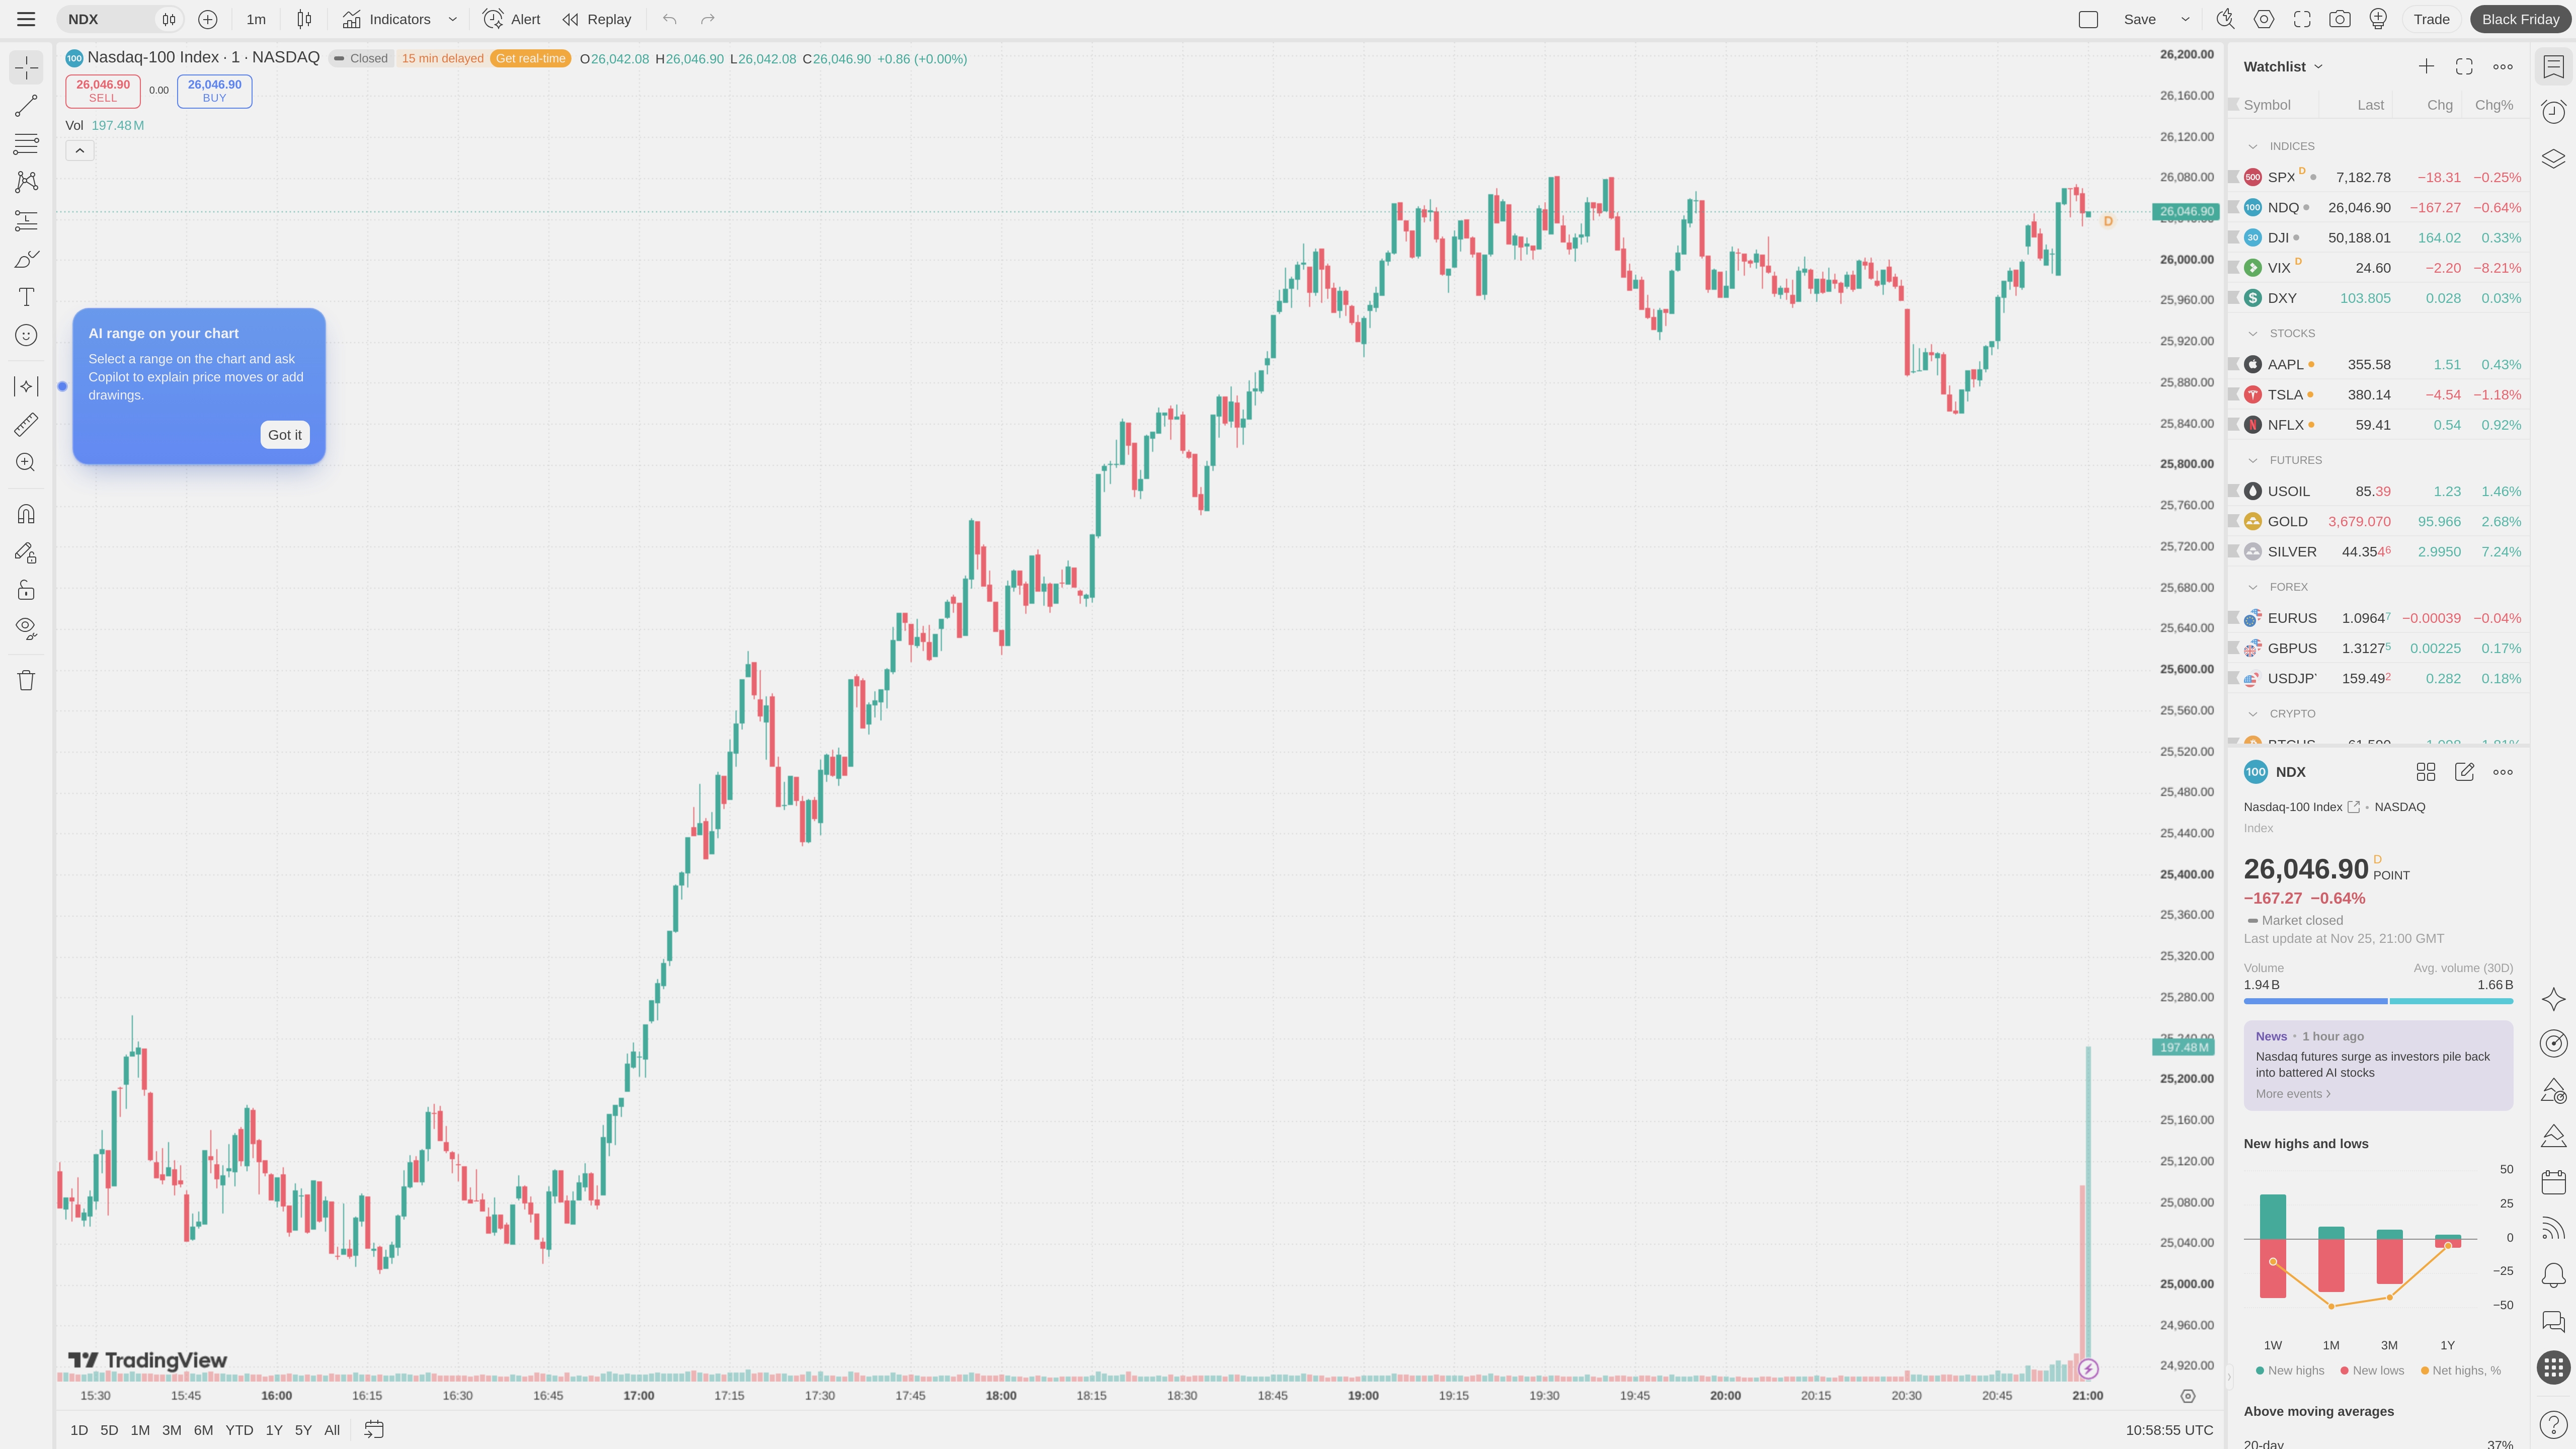 NDX
1m
Indicators
Alert
Replay
Save
Trade
Black Friday
100 Nasdaq-100 Index · 1 · NASDAQ Closed 15 min delayed Get real-time O26,042.08 H26,046.90 L26,042.08 C26,046.90 +0.86 (+0.00%)
26,046.90 SELL
0.00
26,046.90 BUY
Vol 197.48 M
AI range on your chart
Select a range on the chart and ask
Copilot to explain price moves or add
drawings.
Got it
26,200.00
26,160.00
26,120.00
26,080.00
26,046.90
D
26,000.00
25,960.00
25,920.00
25,880.00
25,840.00
25,800.00
25,760.00
25,720.00
25,680.00
25,640.00
25,600.00
25,560.00
25,520.00
25,480.00
25,440.00
25,400.00
25,360.00
25,320.00
25,280.00
197.48 M
25,200.00
25,160.00
25,120.00
25,080.00
25,040.00
25,000.00
24,960.00
24,920.00
TradingView
15:30 15:45 16:00 16:15 16:30 16:45 17:00 17:15 17:30 17:45 18:00 18:15 18:30 18:45 19:00 19:15 19:30 19:45 20:00 20:15 20:30 20:45 21:00
1D 5D 1M 3M 6M YTD 1Y 5Y All
10:58:55 UTC
Watchlist
Symbol Last Chg Chg%
INDICES
500 SPX D 7,182.78 −18.31 −0.25%
100 NDQ 26,046.90 −167.27 −0.64%
30 DJI 50,188.01 164.02 0.33%
VIX D 24.60 −2.20 −8.21%
$ DXY 103.805 0.028 0.03%
STOCKS
AAPL 355.58 1.51 0.43%
TSLA 380.14 −4.54 −1.18%
N NFLX 59.41 0.54 0.92%
FUTURES
USOIL 85.39 1.23 1.46%
GOLD 3,679.070 95.966 2.68%
SILVER 44.354⁶ 2.9950 7.24%
FOREX
EURUS 1.0964⁷ −0.00039 −0.04%
GBPUS 1.3127⁵ 0.00225 0.17%
USDJP 159.49² 0.282 0.18%
CRYPTO
100 NDX
Nasdaq-100 Index • NASDAQ
Index
26,046.90 D POINT
−167.27 −0.64%
Market closed
Last update at Nov 25, 21:00 GMT
Volume Avg. volume (30D)
1.94 B 1.66 B
News • 1 hour ago
Nasdaq futures surge as investors pile back
into battered AI stocks
More events
New highs and lows
50
25
0
−25
−50
1W 1M 3M 1Y
New highs New lows Net highs, %
Above moving averages
20-day 37%